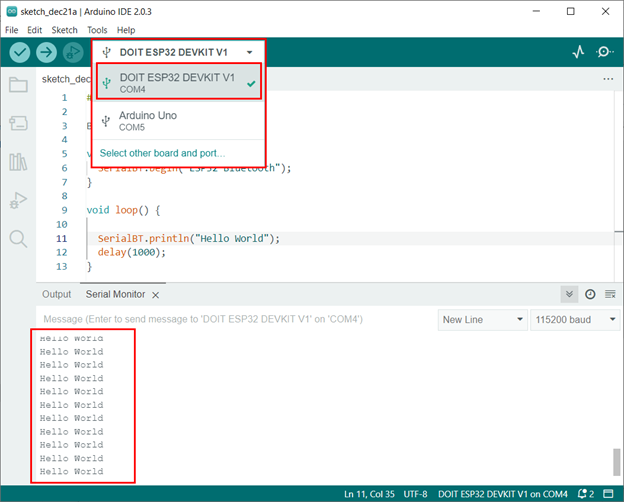 sketch_dec21a | Arduino IDE 2.0.3
File Edit Sketch Tools Help
DOIT ESP32 DEVKIT V1
DOIT ESP32 DEVKIT V1
COM4
Arduino Uno
COM5
Select other board and port...
sketch_dec
1 #
2
3
4
5
6 SerialBT.begin("ESP32 Bluetooth");
7 }
8
9 void loop() {
10
11 SerialBT.println("Hello World");
12 delay(1000);
13 }
Output Serial Monitor
Message (Enter to send message to 'DOIT ESP32 DEVKIT V1' on 'COM4') New Line 115200 baud
Hello World
Hello World
Hello World
Hello World
Hello World
Hello World
Hello World
Hello World
Hello World
Hello World
Hello World
Ln 11, Col 35 UTF-8 DOIT ESP32 DEVKIT V1 on COM4 2